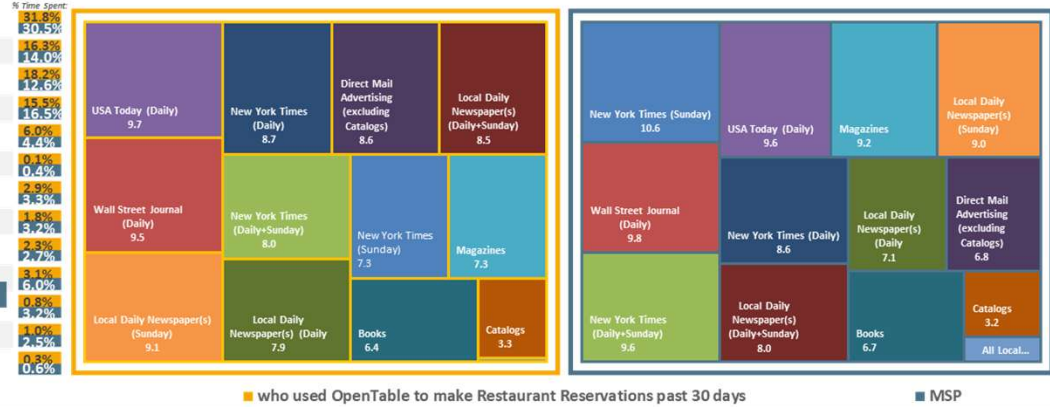 % Time Spent:
31.8%
30.5%
16.3%
14.0%
18.2%
12.6%
15.5%
16.5%
6.0%
4.4%
0.1%
0.4%
2.9%
3.3%
1.8%
3.2%
2.3%
2.7%
3.1%
6.0%
0.8%
3.2%
1.0%
2.5%
0.3%
0.6%
USA Today (Daily)
9.7
New York Times
(Daily)
8.7
Direct Mail
Advertising
(excluding
Catalogs)
8.6
Local Daily
Newspaper(s)
(Daily+Sunday)
8.5
Wall Street Journal
(Daily)
9.5
New York Times
(Daily+Sunday)
8.0
New York Times
(Sunday)
7.3
Magazines
7.3
Local Daily Newspaper(s)
(Sunday)
9.1
Local Daily
Newspaper(s) (Daily
7.9
Books
6.4
Catalogs
3.3
New York Times (Sunday)
10.6
USA Today (Daily)
9.6
Magazines
9.2
Local Daily
Newspaper(s)
(Sunday)
9.0
Wall Street Journal
(Daily)
9.8
New York Times (Daily)
8.6
Local Daily
Newspaper(s)
(Daily
7.1
Direct Mail
Advertising
(excluding
Catalogs)
6.8
New York Times
(Daily+Sunday)
9.6
Local Daily
Newspaper(s)
(Daily+Sunday)
8.0
Books
6.7
Catalogs
3.2
All Local...
who used OpenTable to make Restaurant Reservations past 30 days
MSP